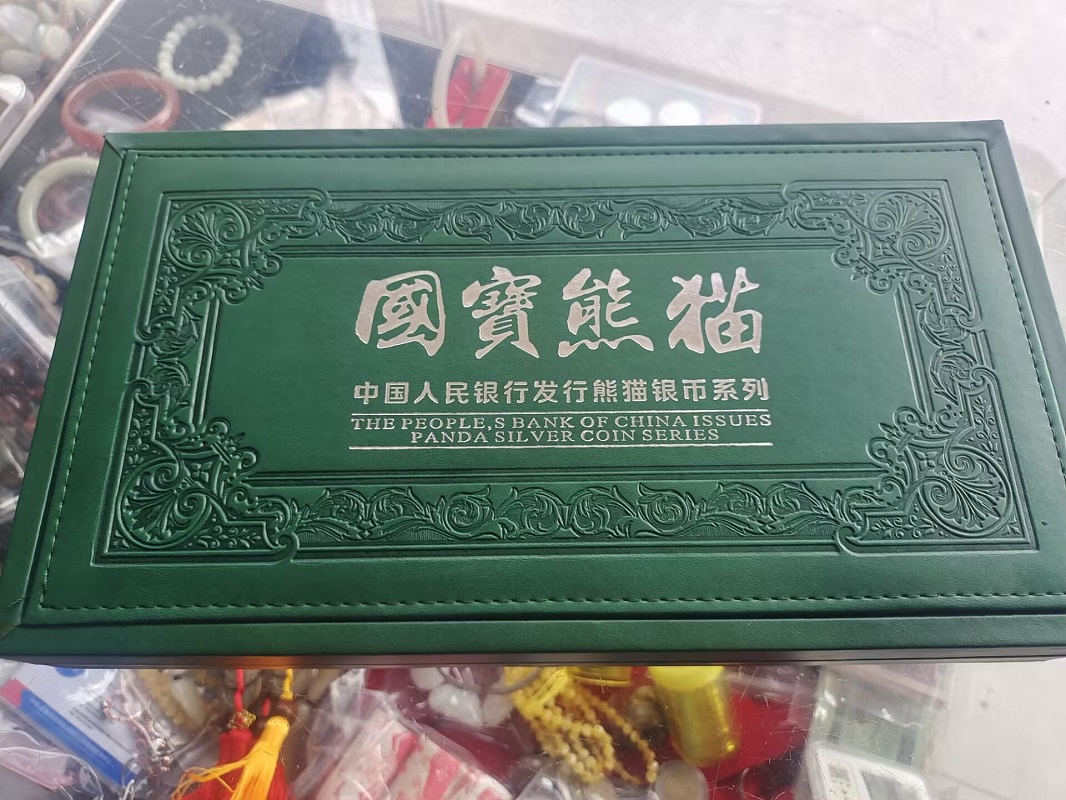 國寶熊猫
中国人民银行发行熊猫银币系列
THE PEOPLE,S BANK OF CHINA ISSUES
PANDA SILVER COIN SERIES